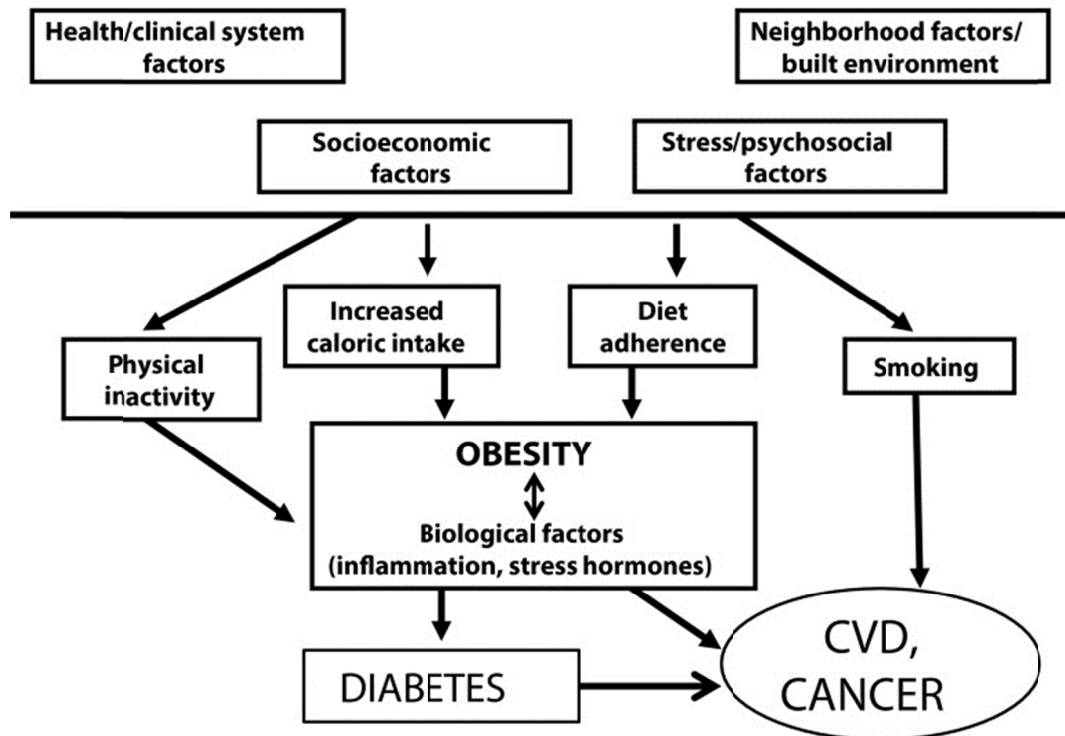 Health/clinical system
factors
Neighborhood factors/
built environment
Socioeconomic
factors
Stress/psychosocial
factors
Increased
caloric intake
Diet
adherence
Physical
inactivity
Smoking
OBESITY
Biological factors
(inflammation, stress hormones)
DIABETES
CVD,
CANCER